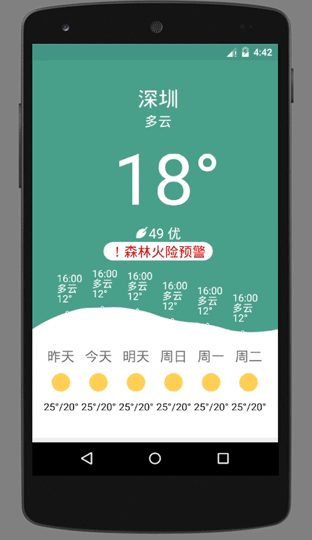 4:42
深圳
多云
18°
49 优
！森林火险预警
16:00 16:00 16:00 16:00 16:00 16:00
多云 多云 多云 多云 多云 多云
12° 12° 12° 12° 12° 12°
昨天 今天 明天 周日 周一 周二
25°/20° 25°/20° 25°/20° 25°/20° 25°/20° 25°/20°